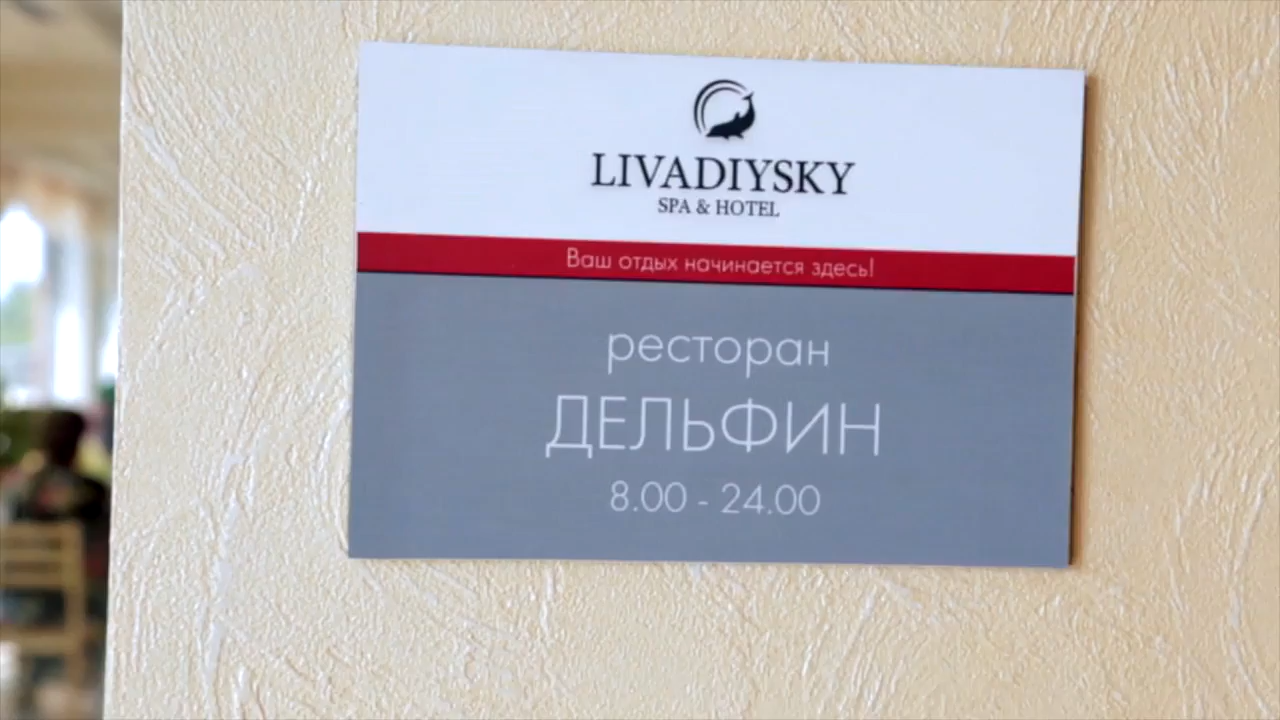 LIVADIYSKY
SPA & HOTEL
Ваш отдых начинается здесь!
ресторан
ДЕЛЬФИН
8.00 - 24.00